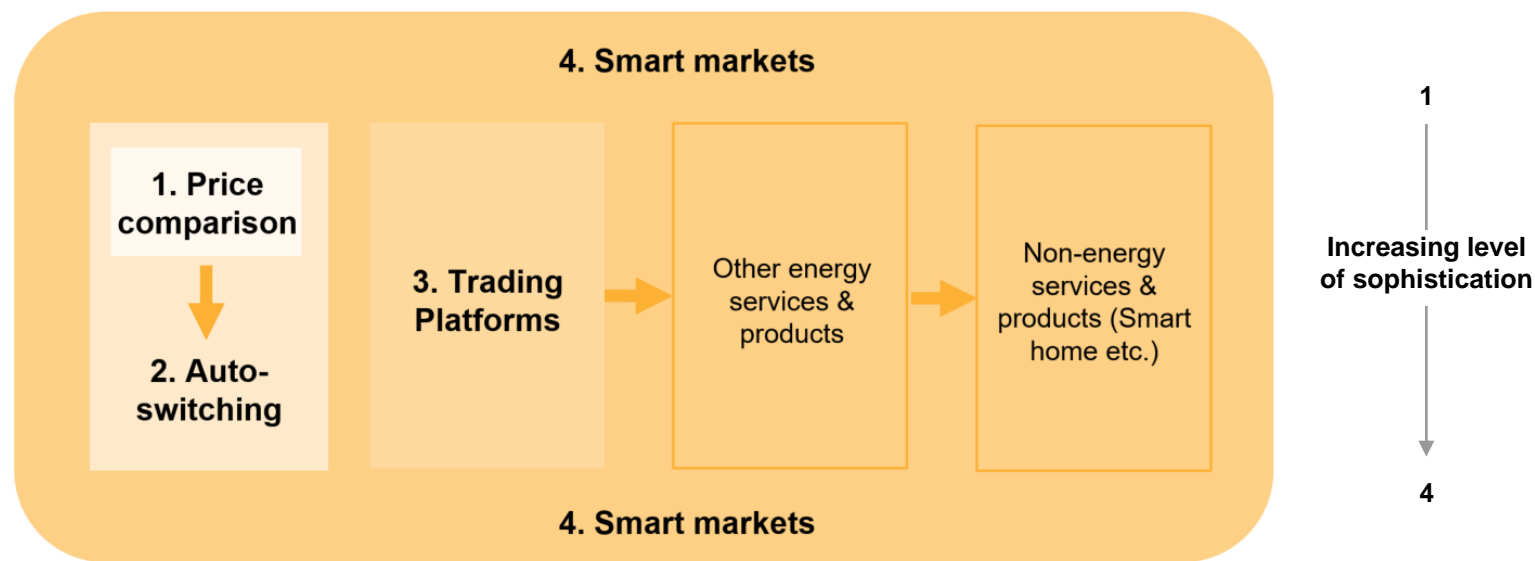 4. Smart markets
1. Price
comparison
2. Auto-
switching
3. Trading
Platforms
Other energy
services &
products
Non-energy
services &
products (Smart
home etc.)
4. Smart markets
1
Increasing level
of sophistication
4